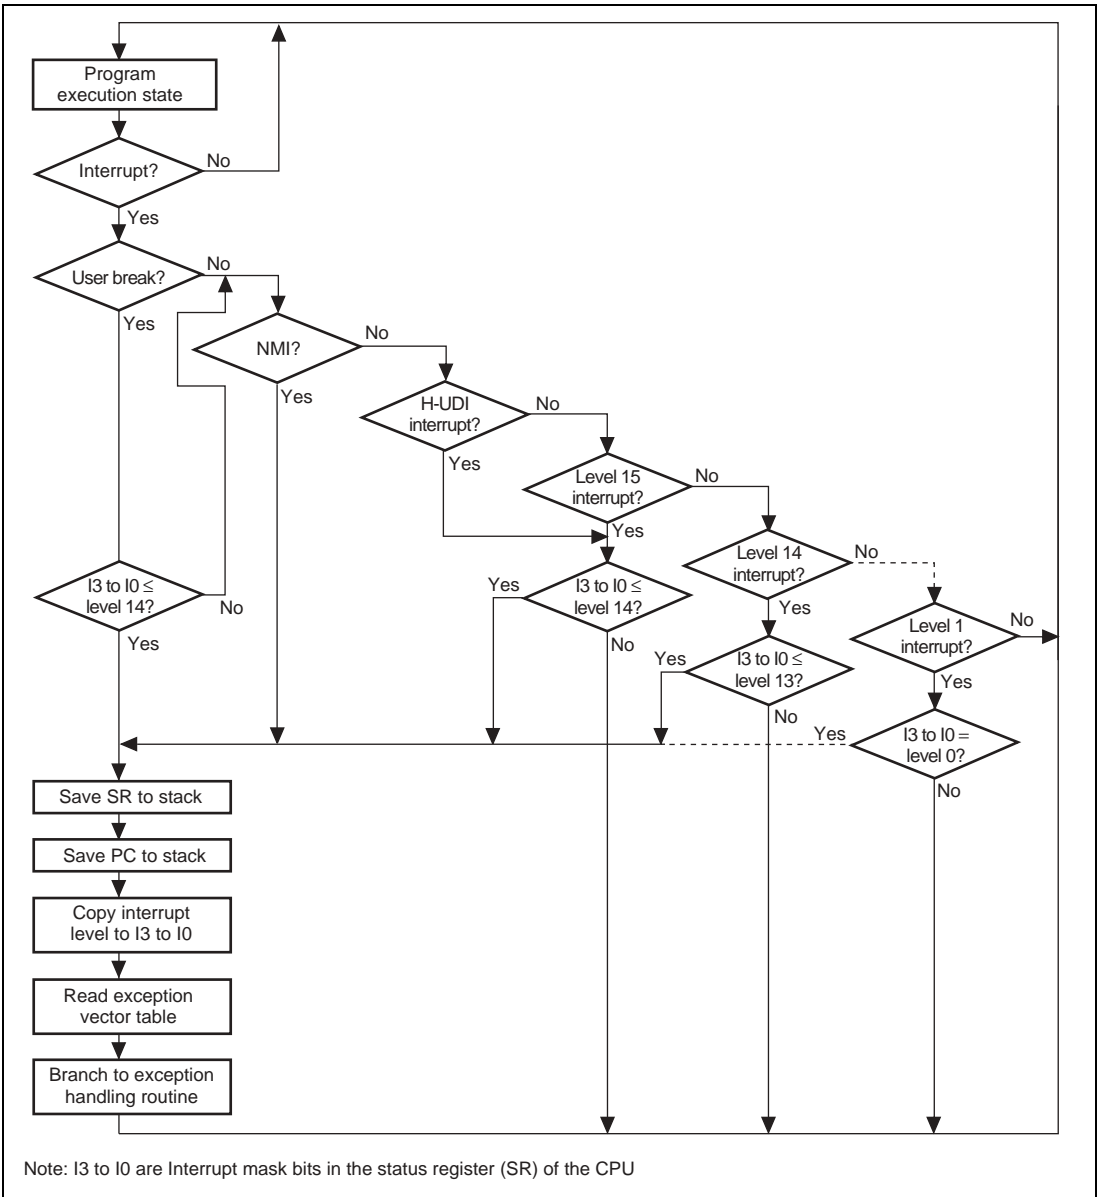 Program
execution state
Interrupt?
No
Yes
User break?
No
Yes
NMI?
No
Yes
H-UDI
interrupt?
No
Yes
Level 15
interrupt?
No
Yes
Level 14
interrupt?
No
Yes
I3 to I0 ≤
level 14?
No
Yes
Yes
I3 to I0 ≤
level 14?
No
Yes
I3 to I0 ≤
level 13?
No
Level 1
interrupt?
No
Yes
Yes
I3 to I0 =
level 0?
No
Save SR to stack
Save PC to stack
Copy interrupt
level to I3 to I0
Read exception
vector table
Branch to exception
handling routine
Note: I3 to I0 are Interrupt mask bits in the status register (SR) of the CPU